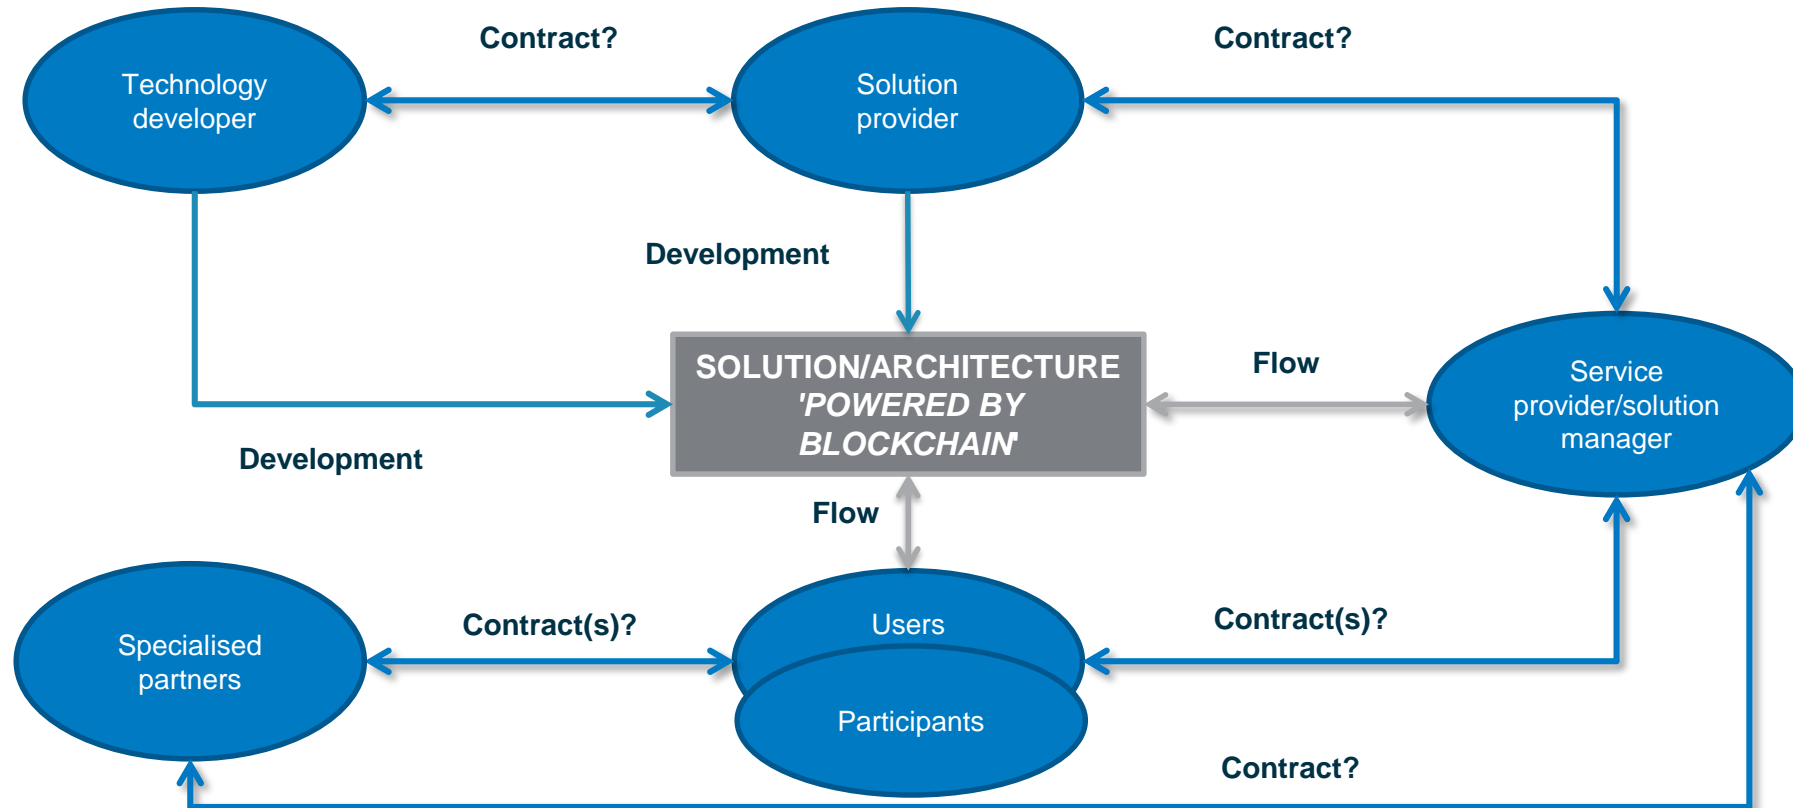 Contract?
Contract?
Technology
developer
Solution
provider
Development
SOLUTION/ARCHITECTURE
'POWERED BY
BLOCKCHAIN'
Flow
Service
provider/solution
manager
Development
Flow
Specialised
partners
Contract(s)?
Users
Contract(s)?
Participants
Contract?